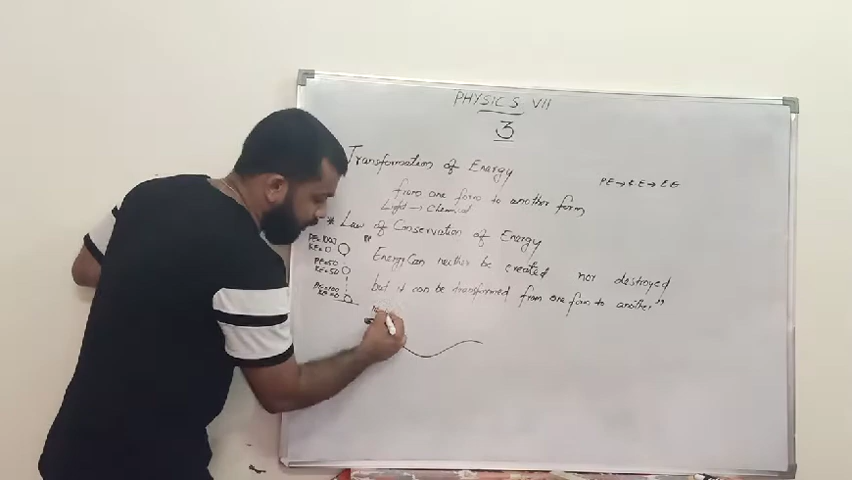 PHYSICS VII
3
Transformation of Energy
PE → KE → EE
from one form to another form
Light → Chemical
* Law of Conservation of Energy
"Energy Can neither be created nor destroyed
but it can be transformed from one form to another"
PE=100J
KE=0
PE=50
KE=50
KE=0